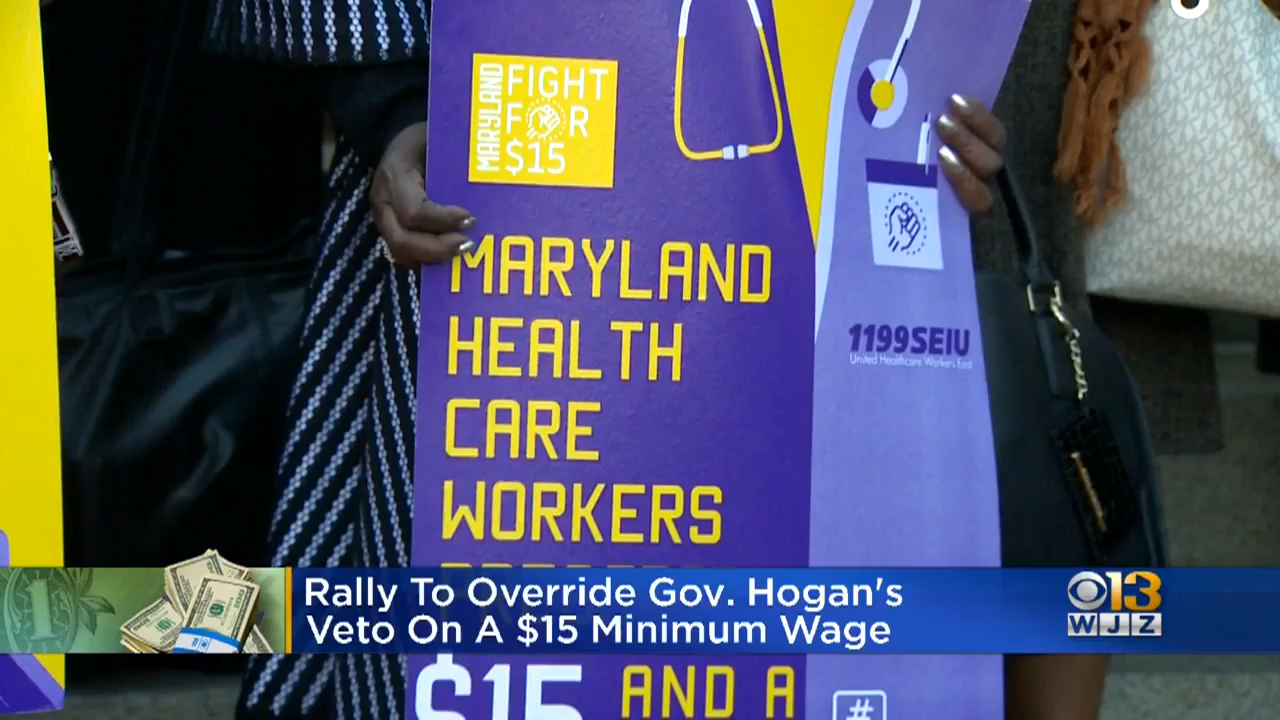 MARYLAND
FIGHT
FOR
$15
MARYLAND
HEALTH
CARE
WORKERS
$15 AND A
#
1199SEIU
United Healthcare Workers East
Rally To Override Gov. Hogan's
Veto On A $15 Minimum Wage
13
WJZ